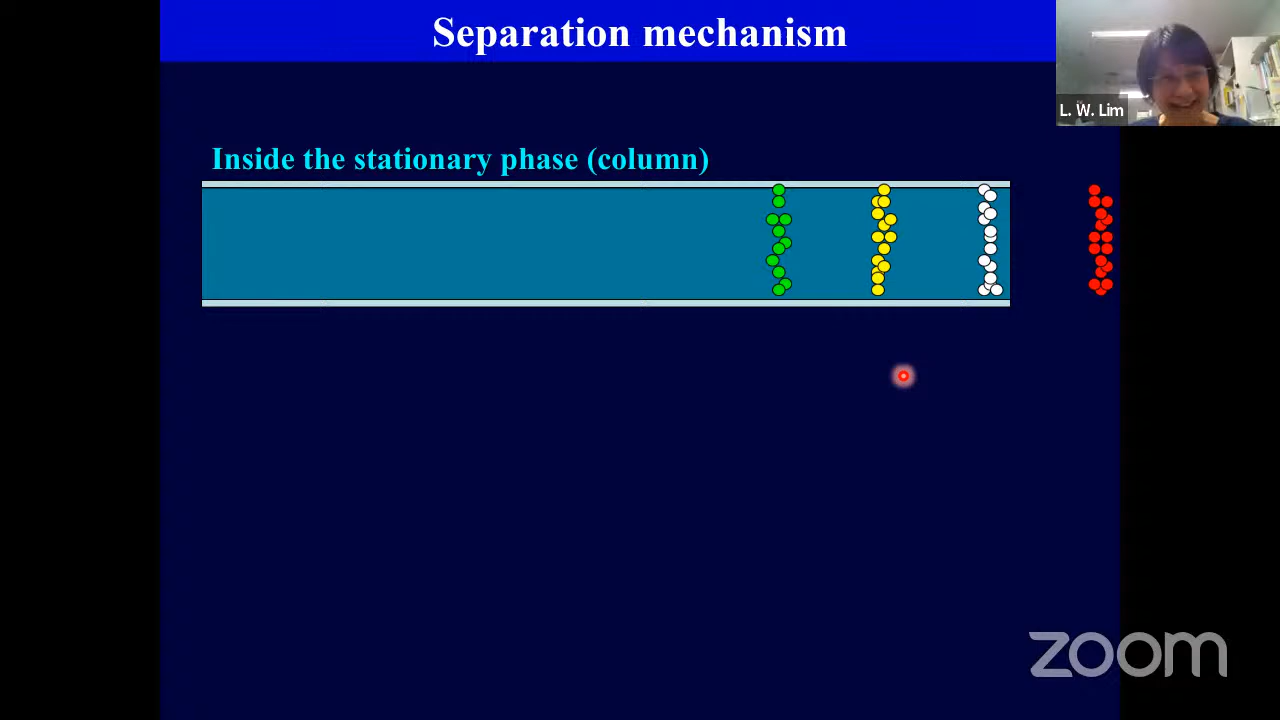 Separation mechanism
L. W. Lim
Inside the stationary phase (column)
zoom